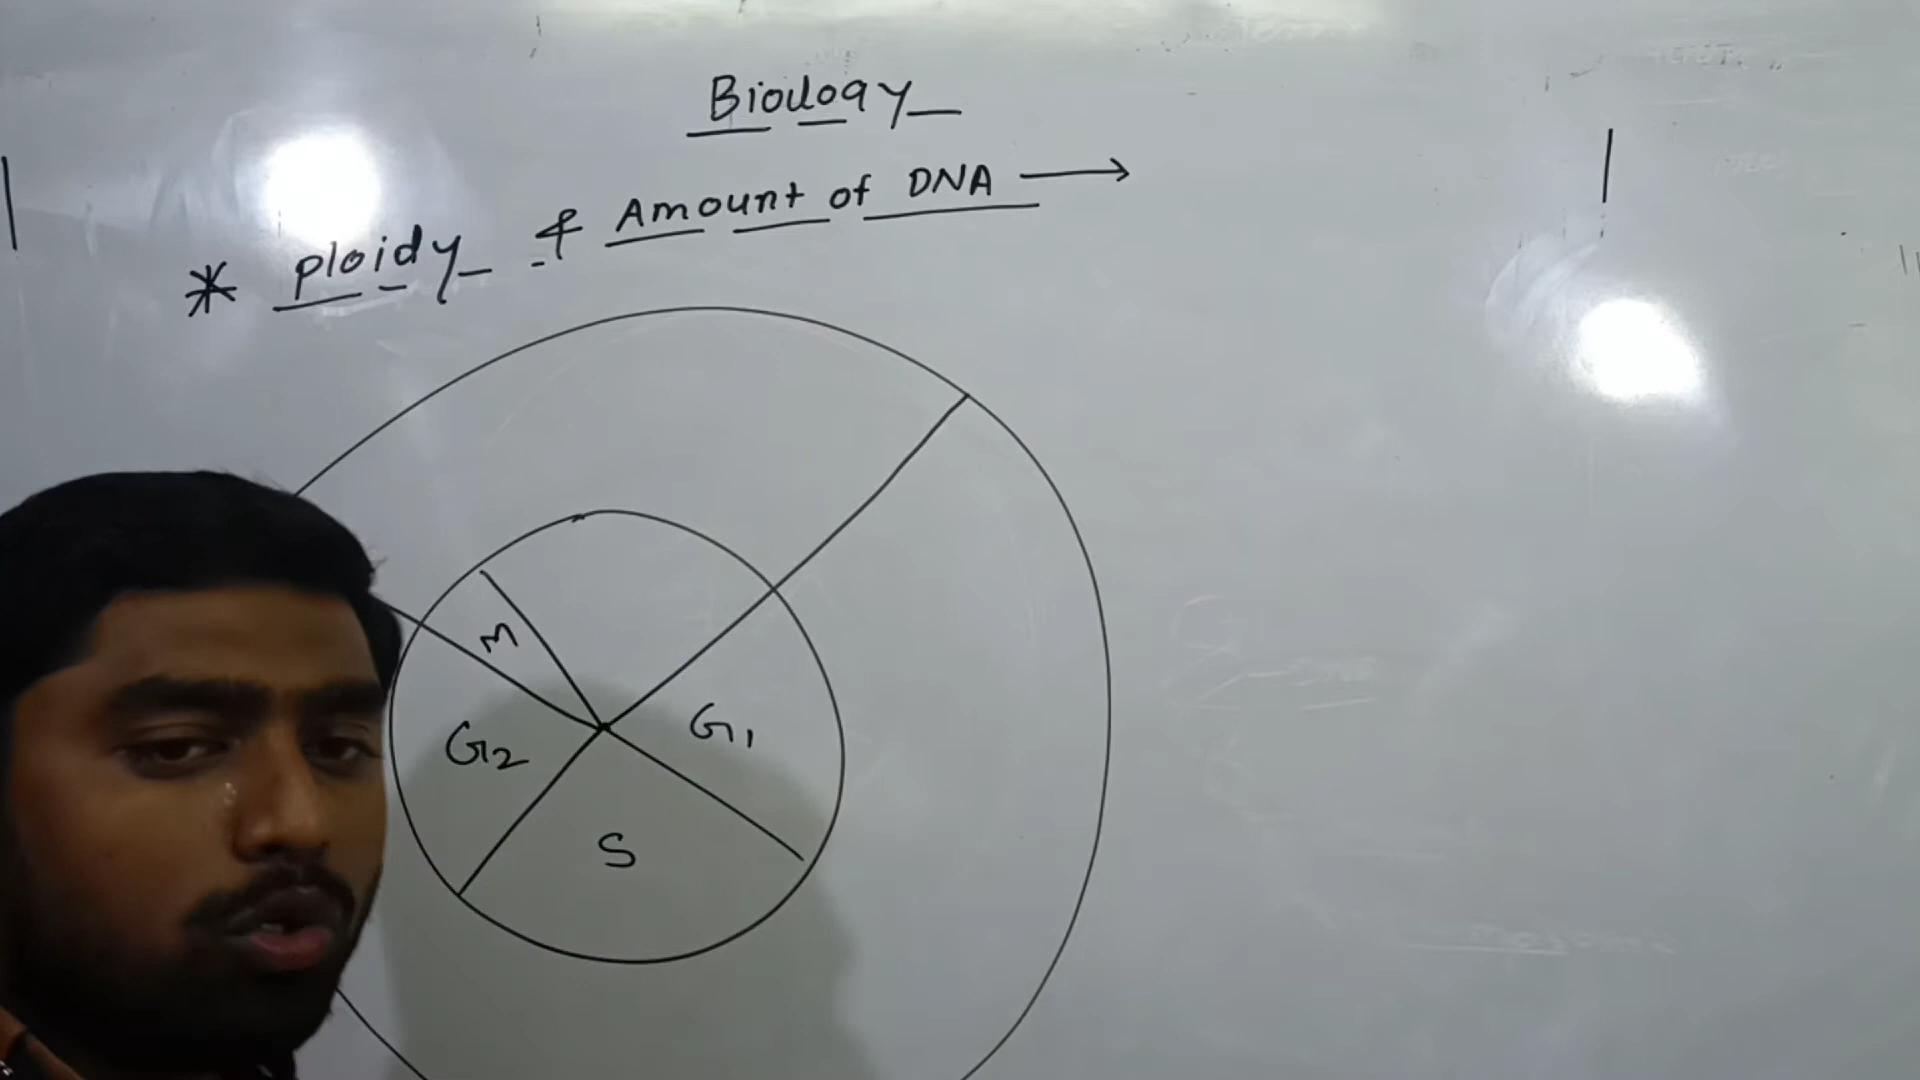 Biology
* Ploidy & Amount of DNA →
M
G2
G1
S